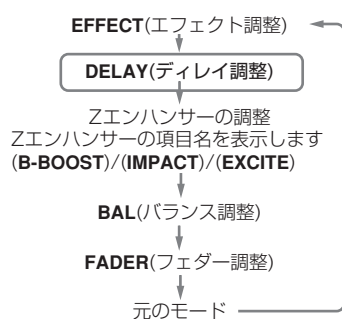 EFFECT(エフェクト調整)
DELAY(ディレイ調整)
Zエンハンサーの調整
Zエンハンサーの項目名を表示します
(B-BOOST)/(IMPACT)/(EXCITE)
BAL(バランス調整)
FADER(フェダー調整)
元のモード